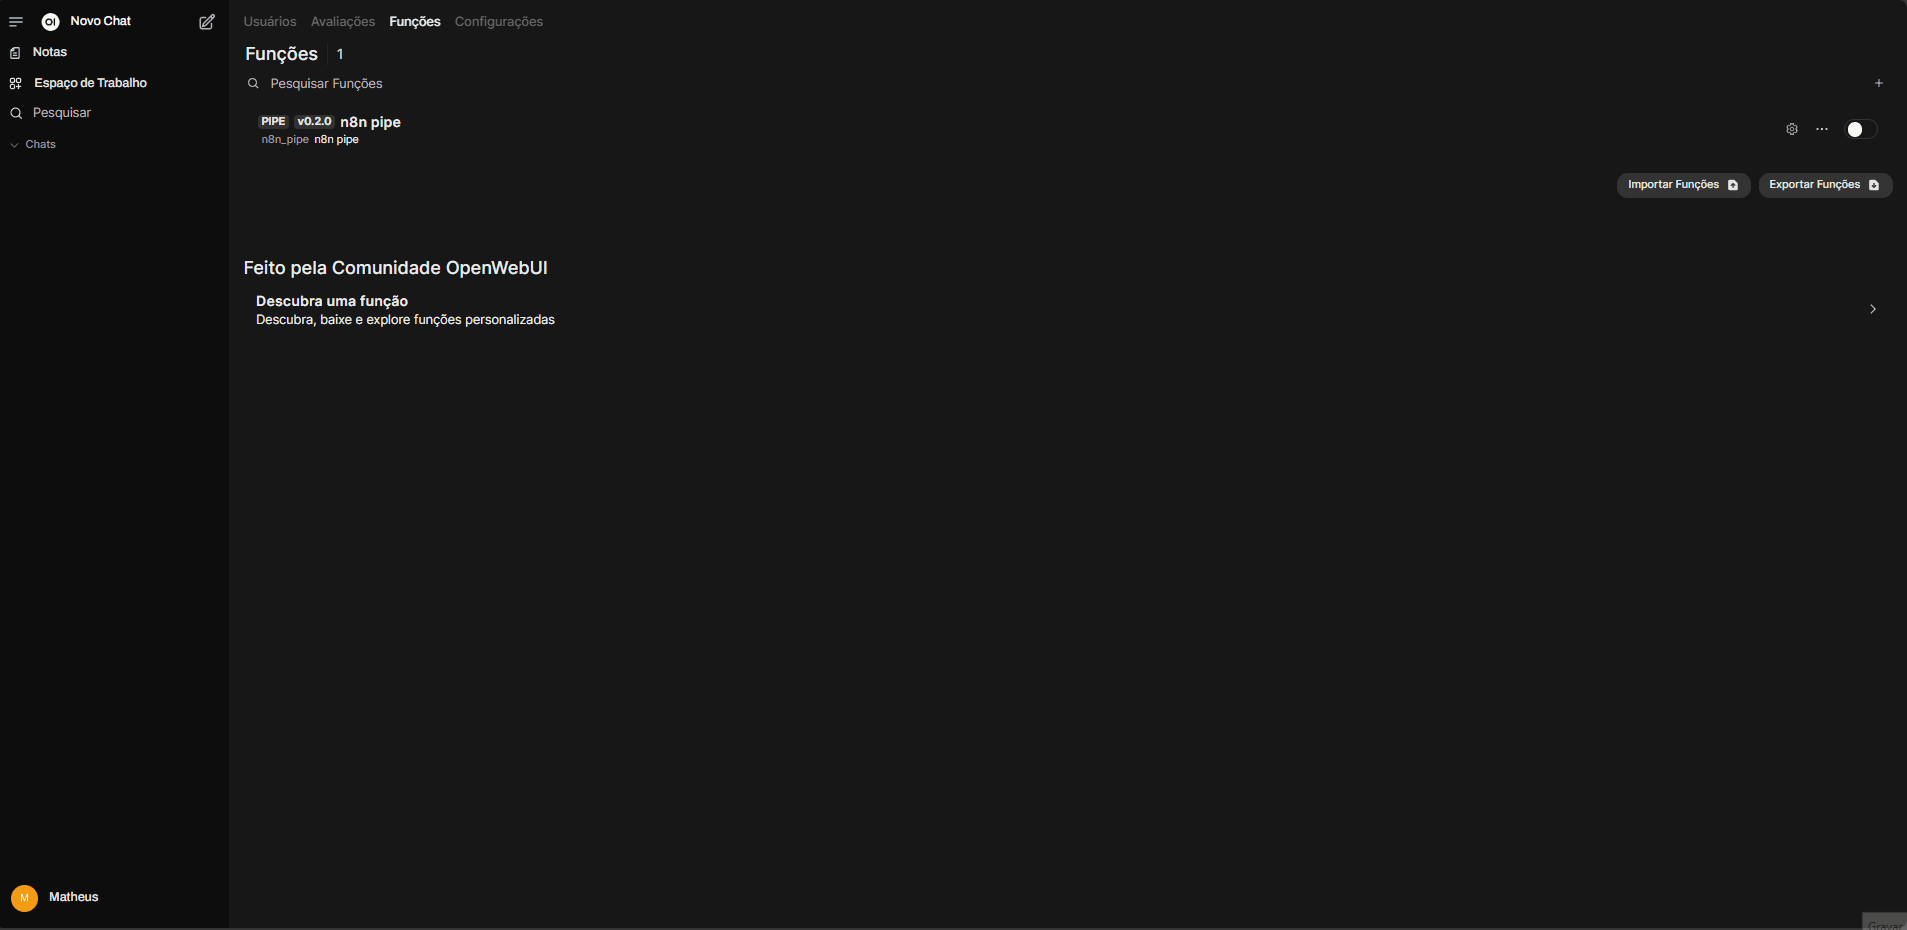 OI Novo Chat
Notas
Espaço de Trabalho
Pesquisar
Chats
Usuários Avaliações Funções Configurações
Funções 1
Pesquisar Funções
PIPE v0.2.0 n8n pipe
n8n_pipe n8n pipe
Importar Funções Exportar Funções
Feito pela Comunidade OpenWebUI
Descubra uma função
Descubra, baixe e explore funções personalizadas
M Matheus
Gravar